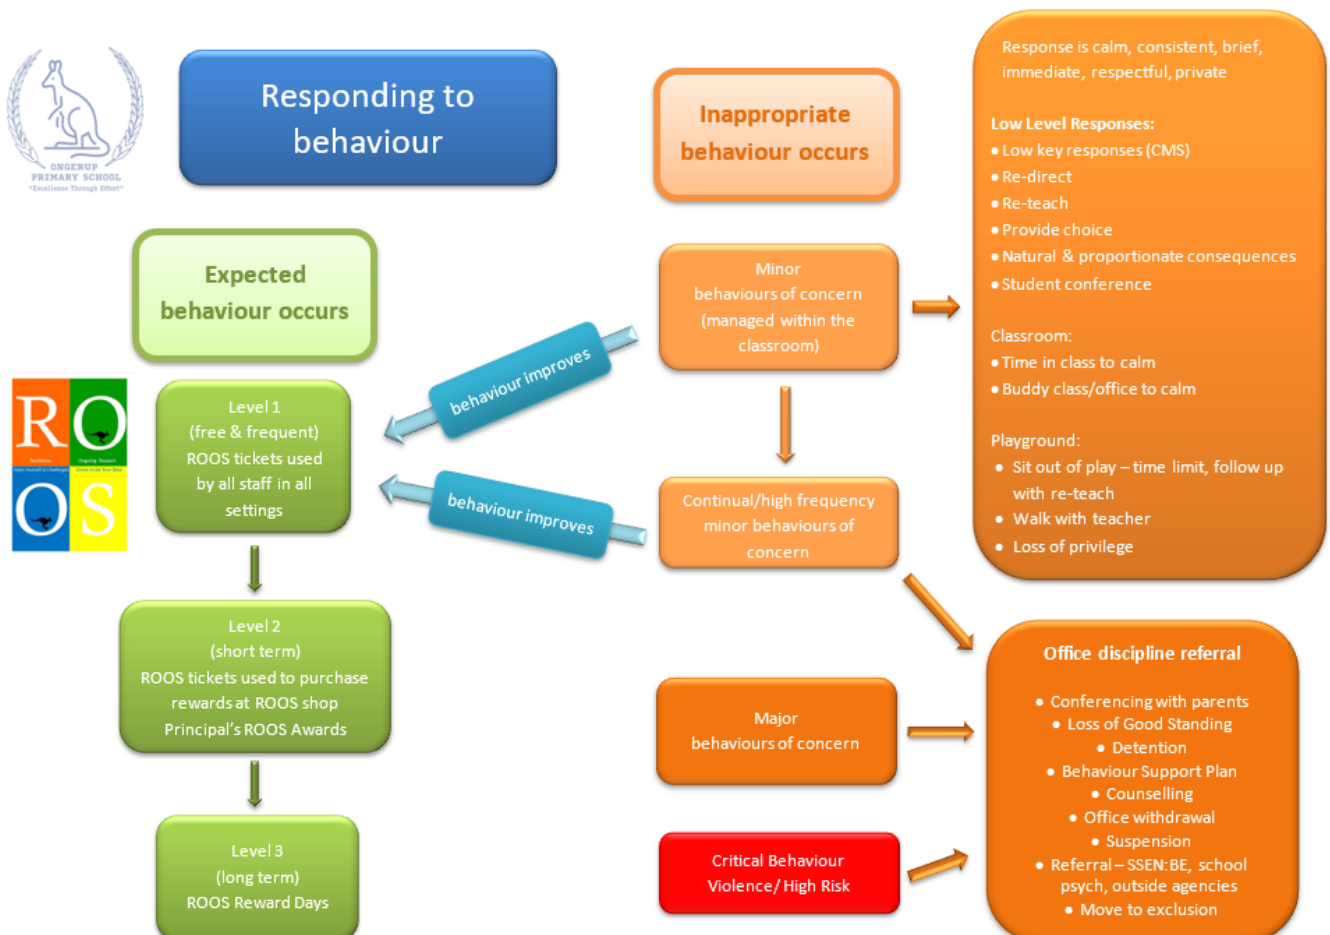 ONGERUP
PRIMARY SCHOOL
"Excellence Through Effort"
Responding to
behaviour
Expected
behaviour occurs
RO
Resilience
Ongoing Respect
OS
Level 1
(free & frequent)
ROOS tickets used
by all staff in all
settings
Level 2
(short term)
ROOS tickets used to purchase
rewards at ROOS shop
Principal's ROOS Awards
Level 3
(long term)
ROOS Reward Days
behaviour improves
behaviour improves
Inappropriate
behaviour occurs
Minor
behaviours of concern
(managed within the
classroom)
Continual/high frequency
minor behaviours of
concern
Major
behaviours of concern
Critical Behaviour
Violence/ High Risk
Response is calm, consistent, brief,
immediate, respectful, private
Low Level Responses:
• Low key responses (CMS)
• Re-direct
• Re-teach
• Provide choice
• Natural & proportionate consequences
• Student conference
Classroom:
• Time in class to calm
• Buddy class/office to calm
Playground:
• Sit out of play – time limit, follow up
with re-teach
• Walk with teacher
• Loss of privilege
Office discipline referral
• Conferencing with parents
• Loss of Good Standing
• Detention
• Behaviour Support Plan
• Counselling
• Office withdrawal
• Suspension
• Referral – SSEN:BE, school
psych, outside agencies
• Move to exclusion